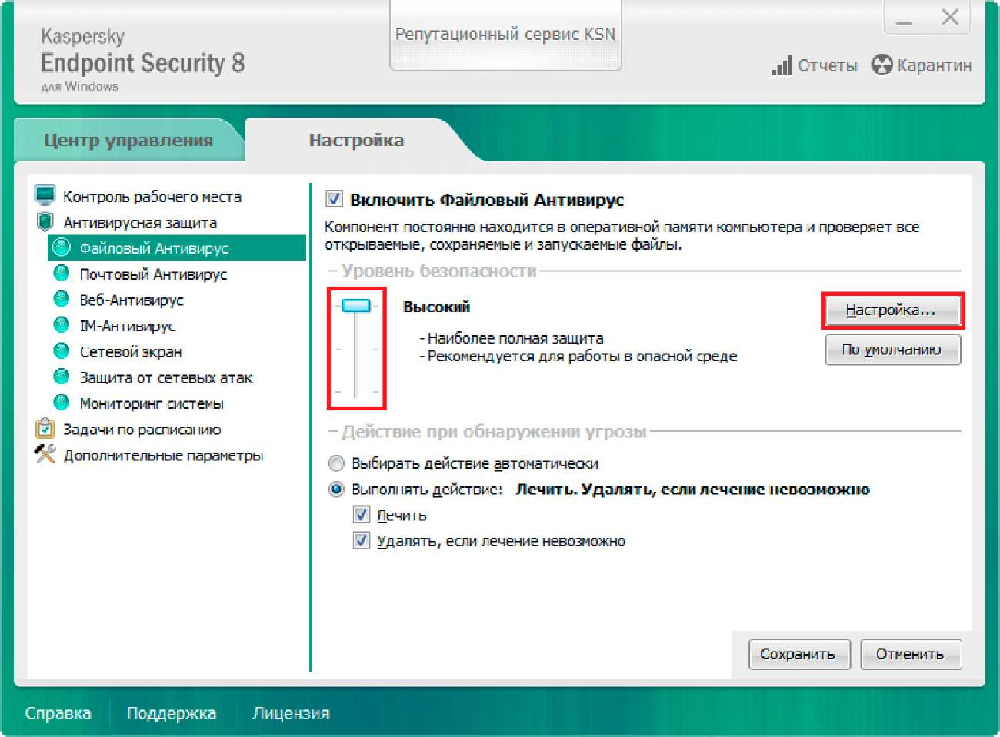 Kaspersky
Endpoint Security 8
для Windows
Репутационный сервис KSN
Отчеты
Карантин
Центр управления
Настройка
Контроль рабочего места
Антивирусная защита
Файловый Антивирус
Почтовый Антивирус
Веб-Антивирус
IM-Антивирус
Сетевой экран
Защита от сетевых атак
Мониторинг системы
Задачи по расписанию
Дополнительные параметры
Включить Файловый Антивирус
Компонент постоянно находится в оперативной памяти компьютера и проверяет все
открываемые, сохраняемые и запускаемые файлы.
Уровень безопасности
Высокий
- Наиболее полная защита
- Рекомендуется для работы в опасной среде
Настройка...
По умолчанию
Действие при обнаружении угрозы
Выбирать действие автоматически
Выполнять действие: Лечить. Удалять, если лечение невозможно
Лечить
Удалять, если лечение невозможно
Сохранить
Отменить
Справка
Поддержка
Лицензия